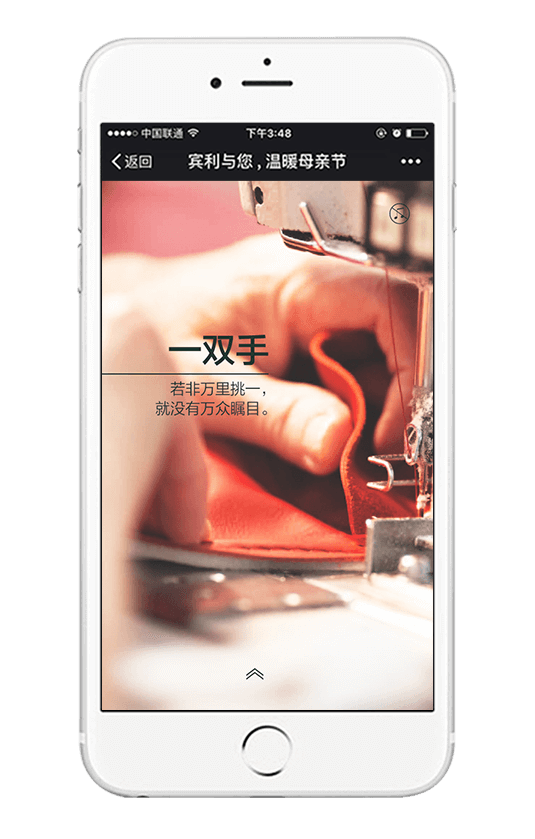 中国联通
下午3:48
返回
宾利与您，温暖母亲节
一双手
若非万里挑一，
就没有万众瞩目。